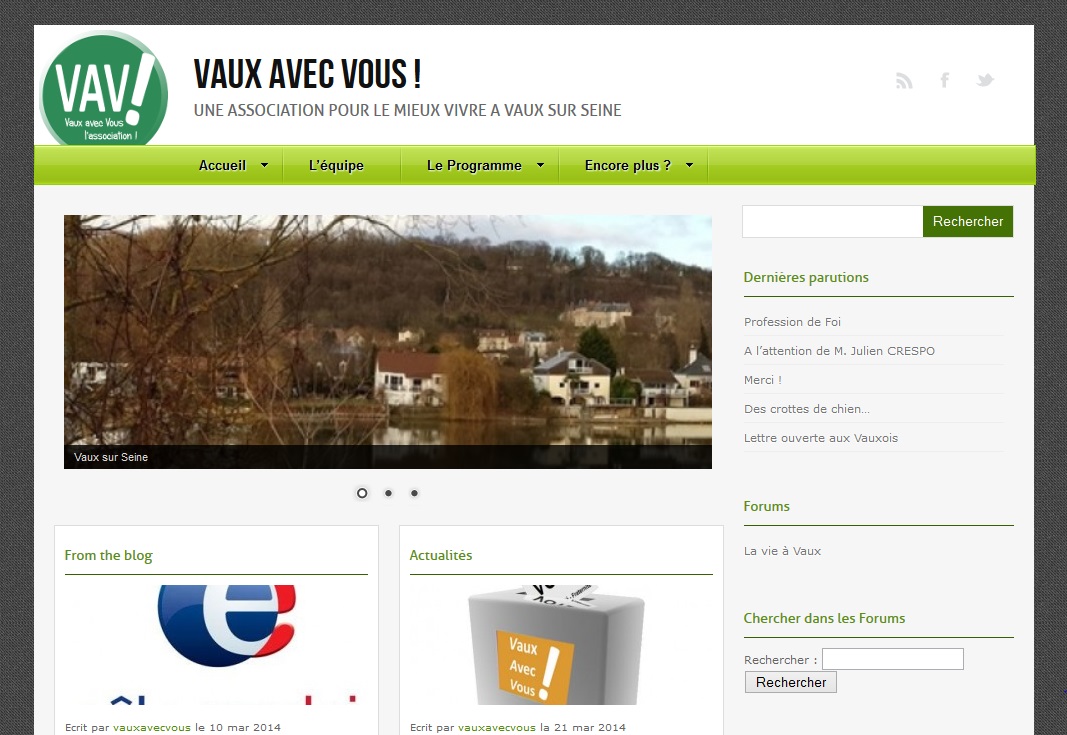 VAV!
Vaux avec Vous !
l'association !
VAUX AVEC VOUS !
UNE ASSOCIATION POUR LE MIEUX VIVRE A VAUX SUR SEINE
Accueil
L'équipe
Le Programme
Encore plus ?
Rechercher
Vaux sur Seine
Dernières parutions
Profession de Foi
A l'attention de M. Julien CRESPO
Merci !
Des crottes de chien...
Lettre ouverte aux Vauxois
Forums
La vie à Vaux
Chercher dans les Forums
Rechercher :
Rechercher
From the blog
Ecrit par vauxavecvous le 10 mar 2014
Actualités
Vaux
Avec
Vous !
Ecrit par vauxavecvous la 21 mar 2014